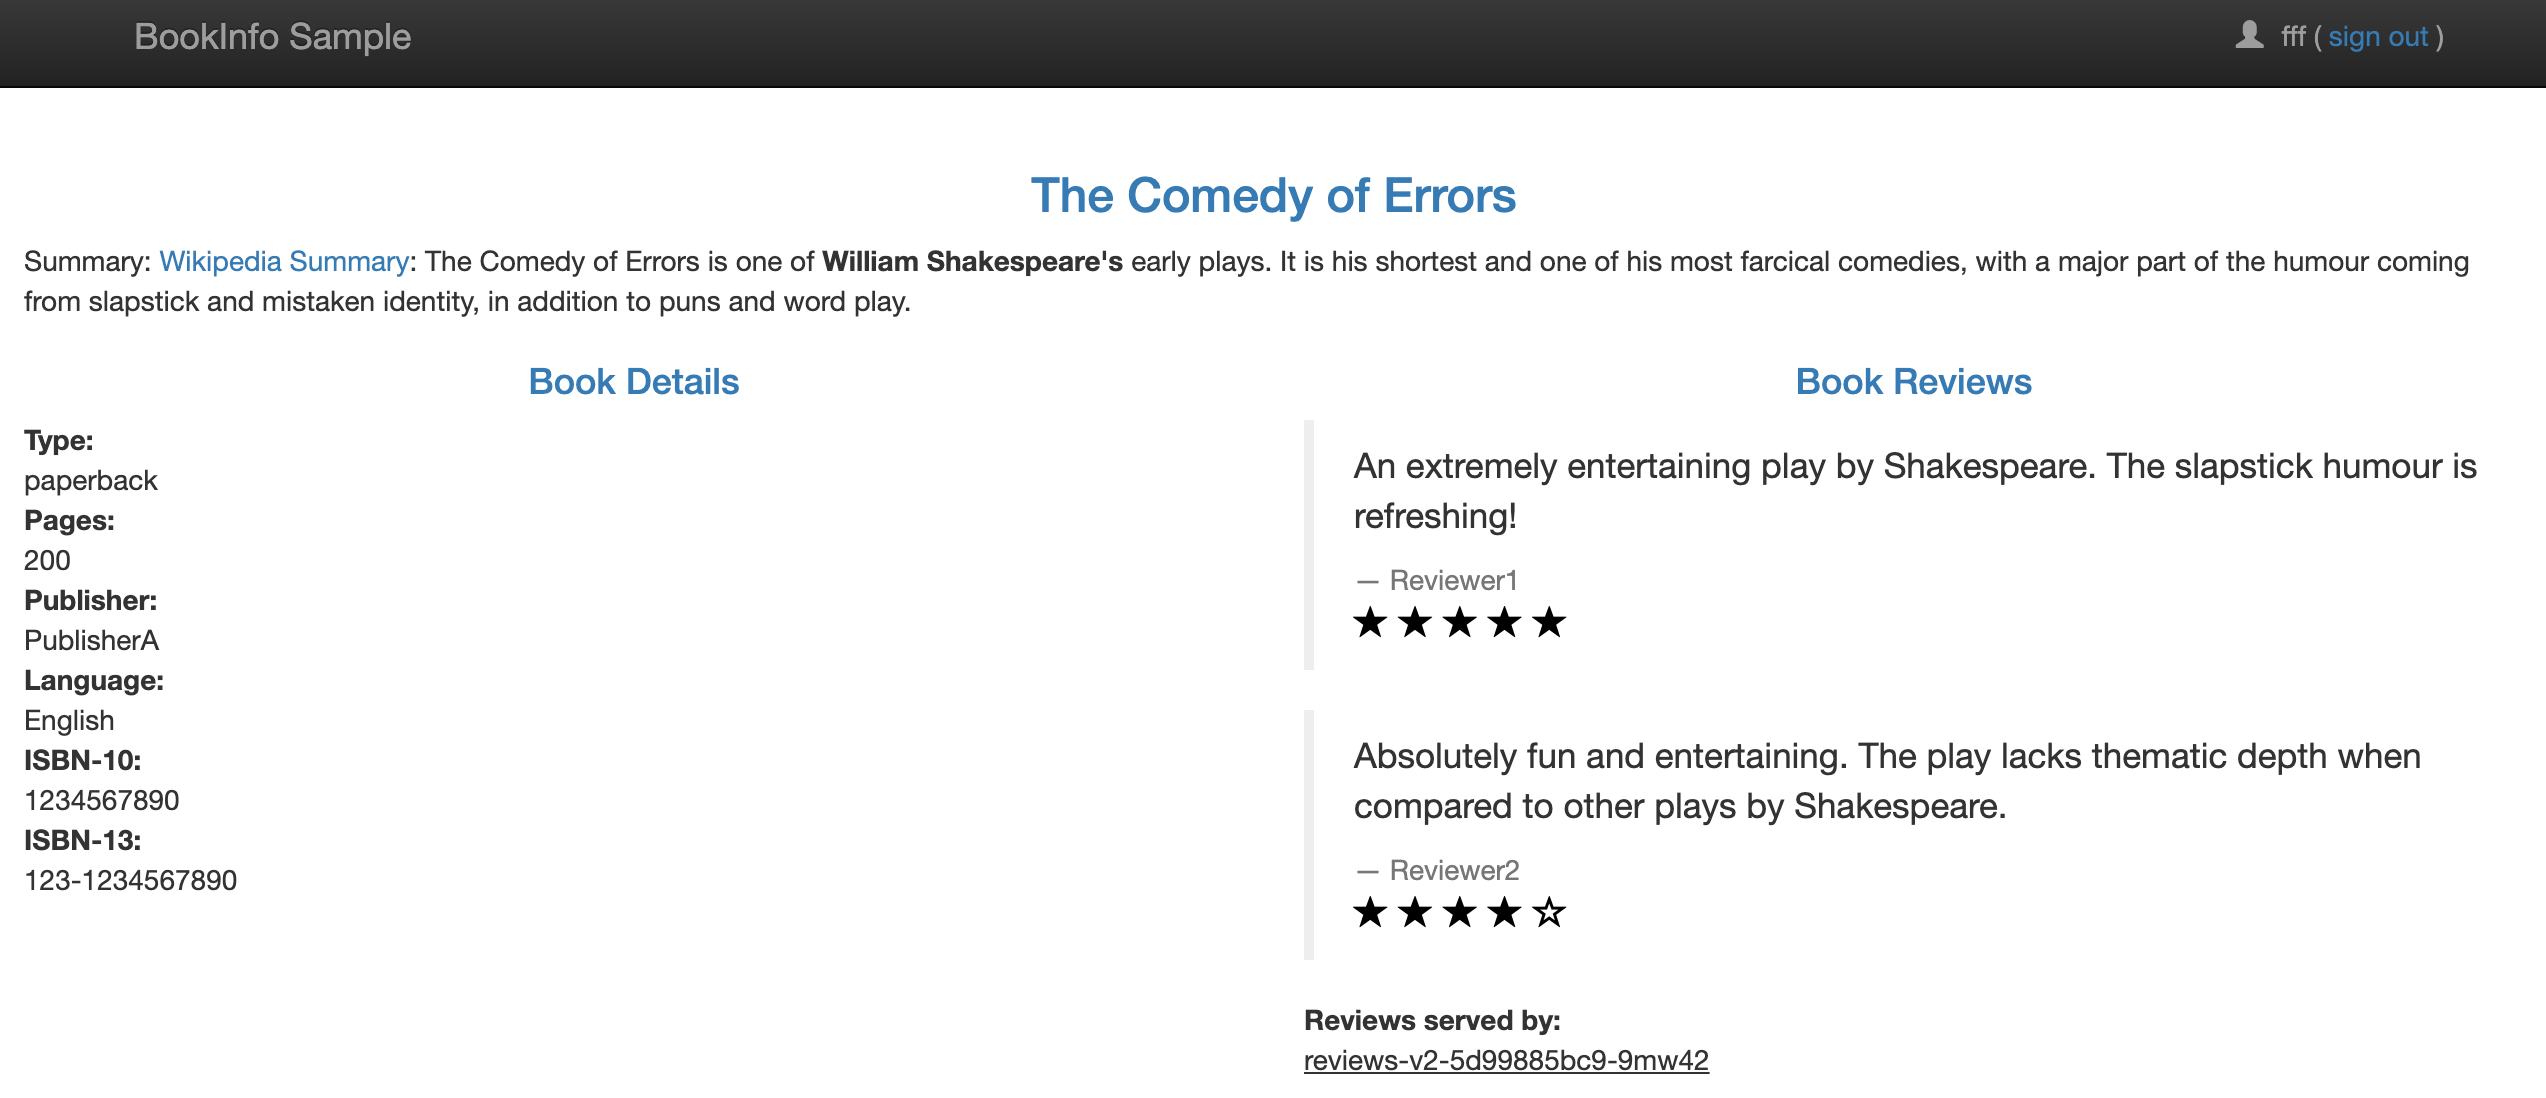 BookInfo Sample
fff ( sign out )
The Comedy of Errors
Summary: Wikipedia Summary: The Comedy of Errors is one of William Shakespeare's early plays. It is his shortest and one of his most farcical comedies, with a major part of the humour coming
from slapstick and mistaken identity, in addition to puns and word play.
Book Details
Type:
paperback
Pages:
200
Publisher:
PublisherA
Language:
English
ISBN-10:
1234567890
ISBN-13:
123-1234567890
Book Reviews
An extremely entertaining play by Shakespeare. The slapstick humour is
refreshing!
— Reviewer1
★ ★ ★ ★ ★
Absolutely fun and entertaining. The play lacks thematic depth when
compared to other plays by Shakespeare.
— Reviewer2
★ ★ ★ ★ ☆
Reviews served by:
reviews-v2-5d99885bc9-9mw42